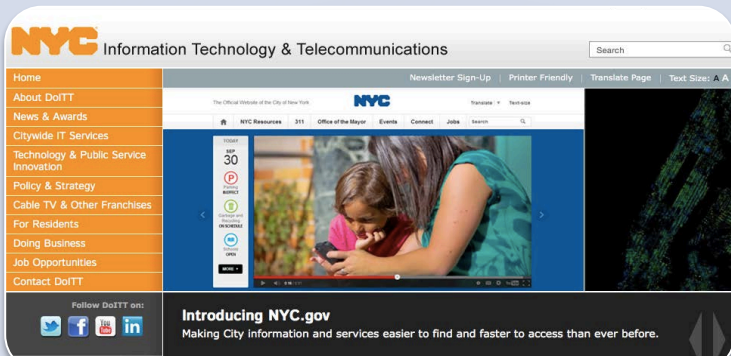 NYC Information Technology & Telecommunications
Search
Home
Newsletter Sign-Up | Printer Friendly | Translate Page | Text Size: A A
About DoITT
News & Awards
Citywide IT Services
Technology & Public Service
Innovation
Policy & Strategy
Cable TV & Other Franchises
For Residents
Doing Business
Job Opportunities
Contact DoITT
The Official Website of the City of New York
NYC
Translate
Text-size
NYC Resources 311 Office of the Mayor Events Connect Jobs Search
TODAY
SEP
30
P
Parking
IN EFFECT
Garbage and
Recycling
ON SCHEDULE
Schools
OPEN
MORE
YouTube
Follow DoITT on:
You
Tube
Introducing NYC.gov
Making City information and services easier to find and faster to access than ever before.